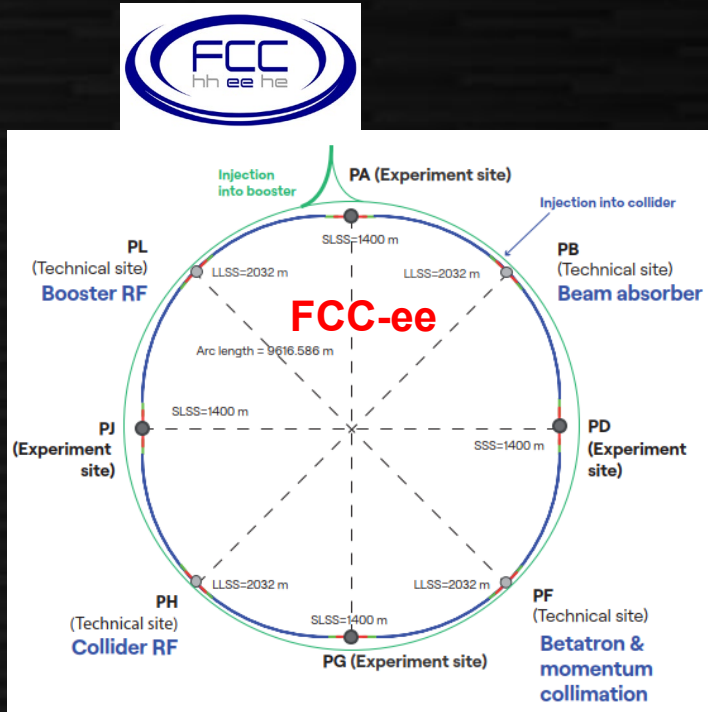 FCC
hh ee he
Injection
into booster
PA (Experiment site)
Injection into collider
SLSS=1400 m
PL
(Technical site)
Booster RF
LLSS=2032 m
LLSS=2032 m
PB
(Technical site)
Beam absorber
FCC-ee
Arc length = 9616.586 m
SLSS=1400 m
PJ
(Experiment
site)
SSS=1400 m
PD
(Experiment
site)
LLSS=2032 m
LLSS=2032 m
PH
(Technical site)
Collider RF
SLSS=1400 m
PG (Experiment site)
PF
(Technical site)
Betatron &
momentum
collimation